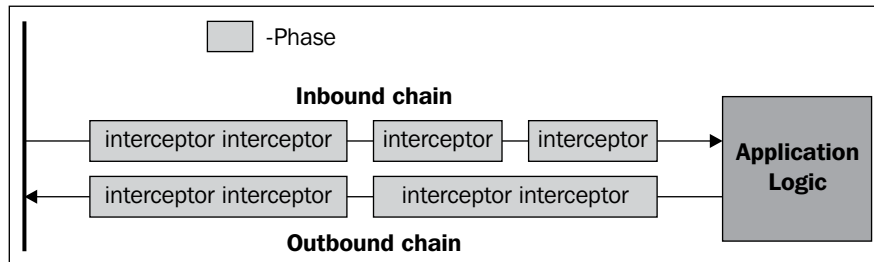 -Phase
Inbound chain
interceptor interceptor
interceptor
interceptor
Application
Logic
interceptor interceptor
interceptor interceptor
Outbound chain